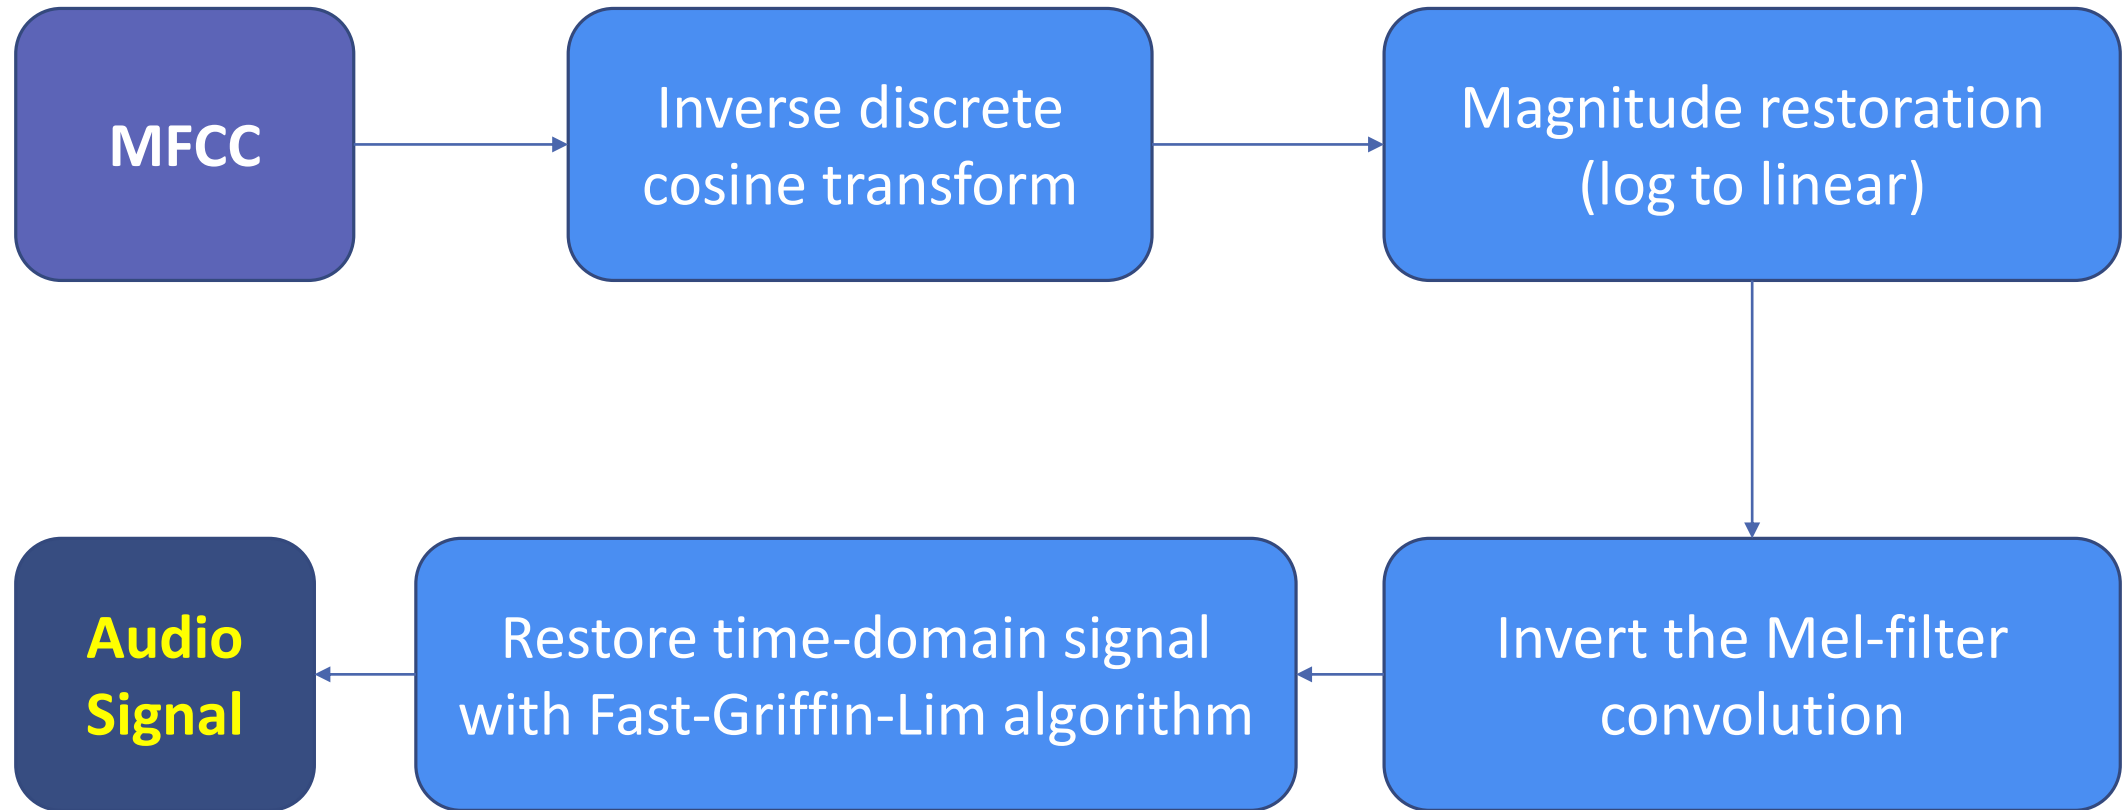 MFCC
Inverse discrete
cosine transform
Magnitude restoration
(log to linear)
Invert the Mel-filter
convolution
Restore time-domain signal
with Fast-Griffin-Lim algorithm
Audio
Signal